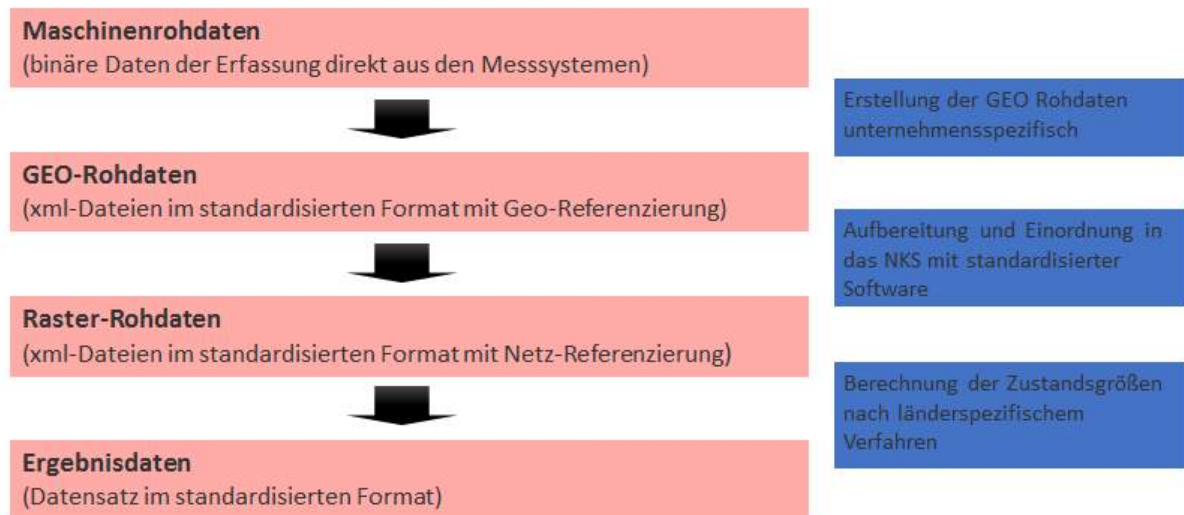 Maschinenrohdaten
(binäre Daten der Erfassung direkt aus den Messsystemen)
Erstellung der GEO Rohdaten
unternehmensspezifisch
GEO-Rohdaten
(xml-Dateien im standardisierten Format mit Geo-Referenzierung)
Aufbereitung und Einordnung in
das NKS mit standardisierter
Software
Raster-Rohdaten
(xml-Dateien im standardisierten Format mit Netz-Referenzierung)
Berechnung der Zustandsgrößen
nach länderspezifischem
Verfahren
Ergebnisdaten
(Datensatz im standardisierten Format)